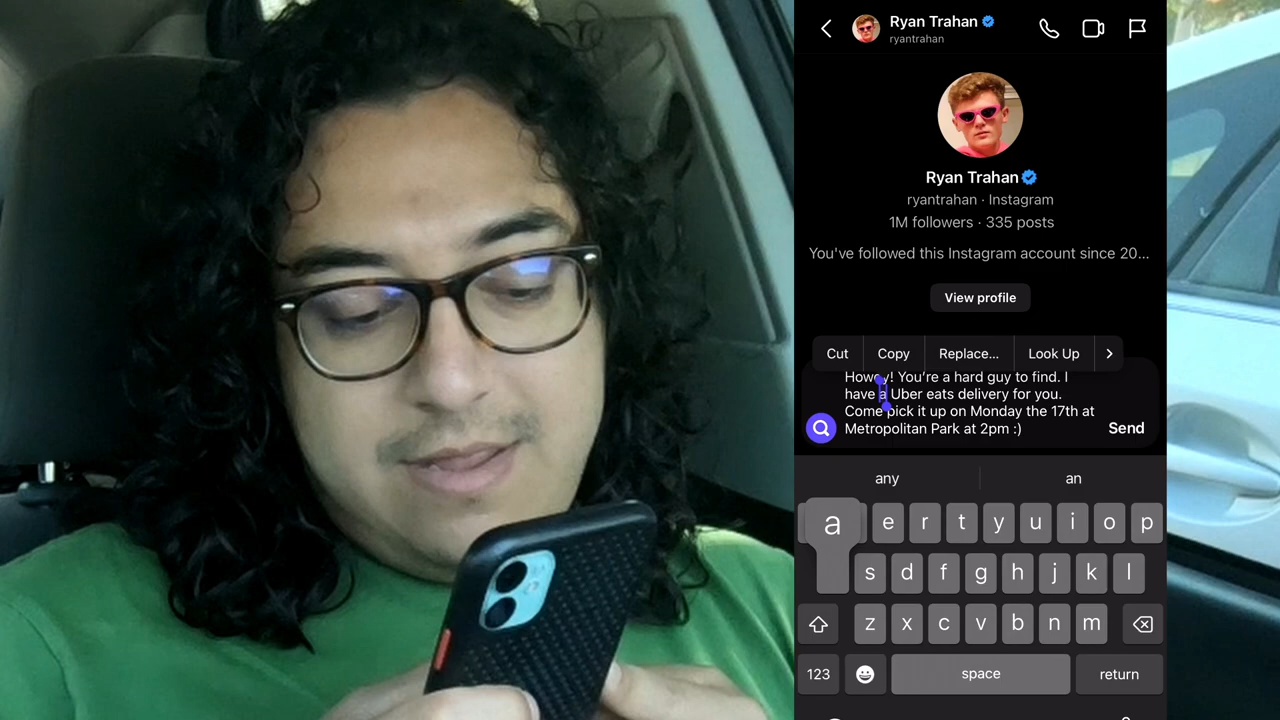 Ryan Trahan
ryantrahan
Ryan Trahan
ryantrahan · Instagram
1M followers · 335 posts
You've followed this Instagram account since 20...
View profile
Cut Copy Replace... Look Up
Howdy! You're a hard guy to find. I
have a Uber eats delivery for you.
Come pick it up on Monday the 17th at
Metropolitan Park at 2pm :)
Send
any an
a e r t y u i o p
s d f g h j k l
z x c v b n m
123 space return